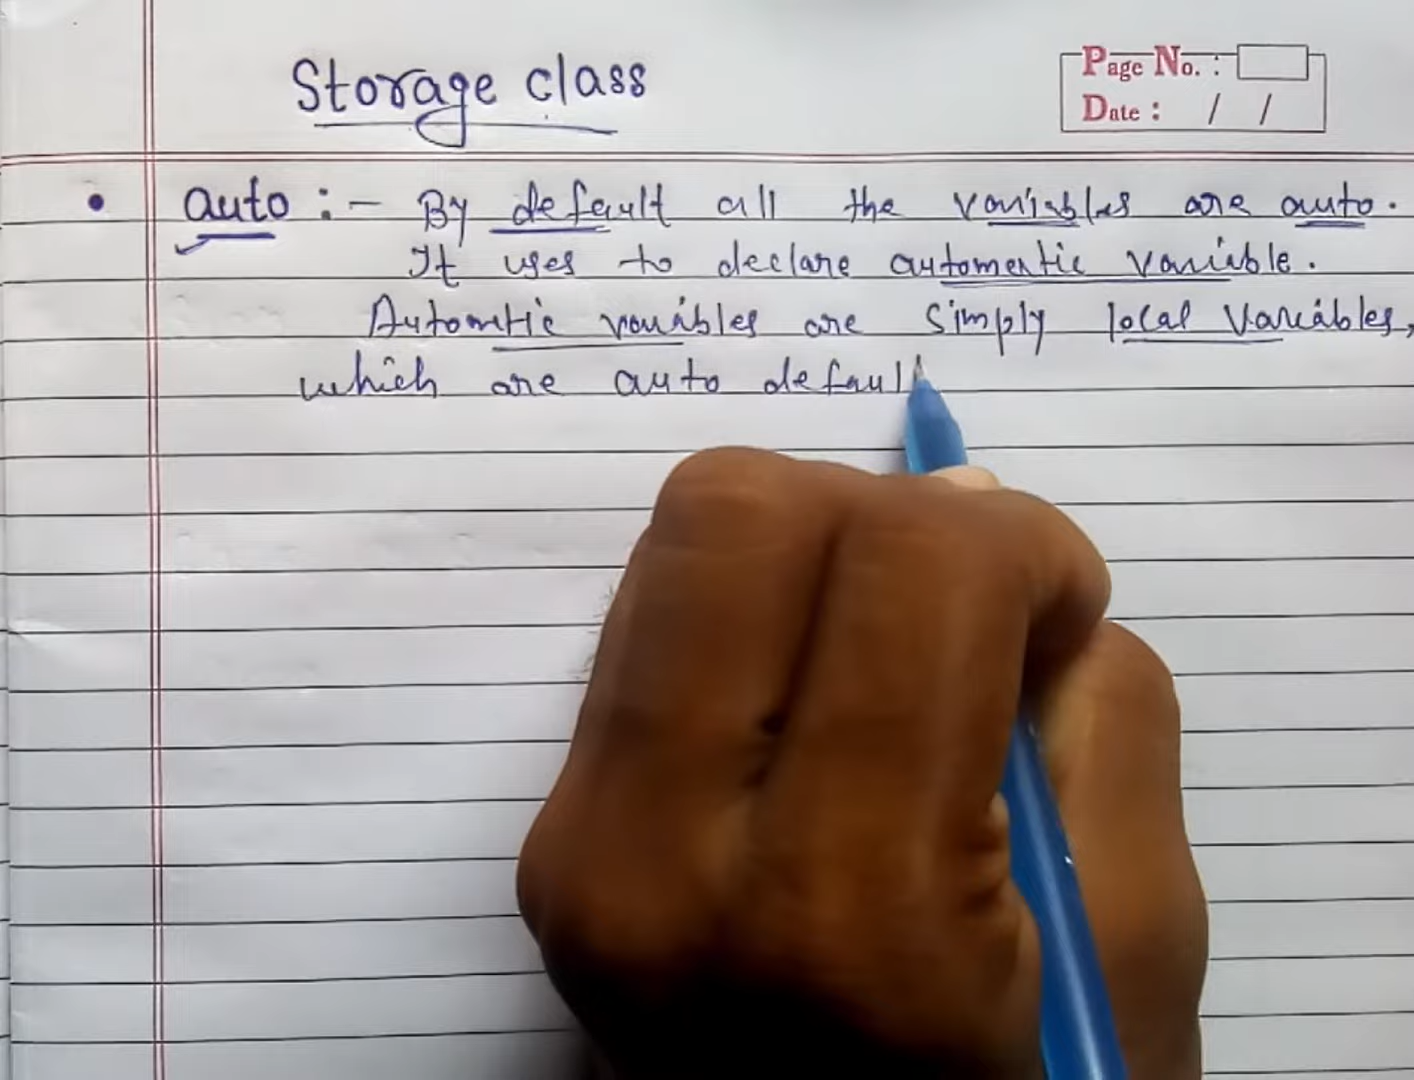 Storage class
Page No. :
Date : / /
• auto :- By default all the variables are auto.
It uses to declare automatic variable.
Automatic variables are simply local variables,
which are auto default